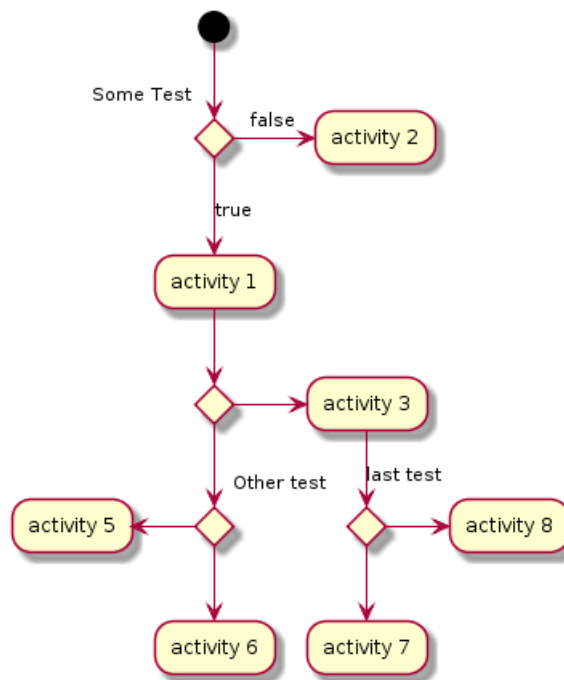 Some Test
false
activity 2
true
activity 1
activity 3
Other test
last test
activity 5
activity 8
activity 6
activity 7